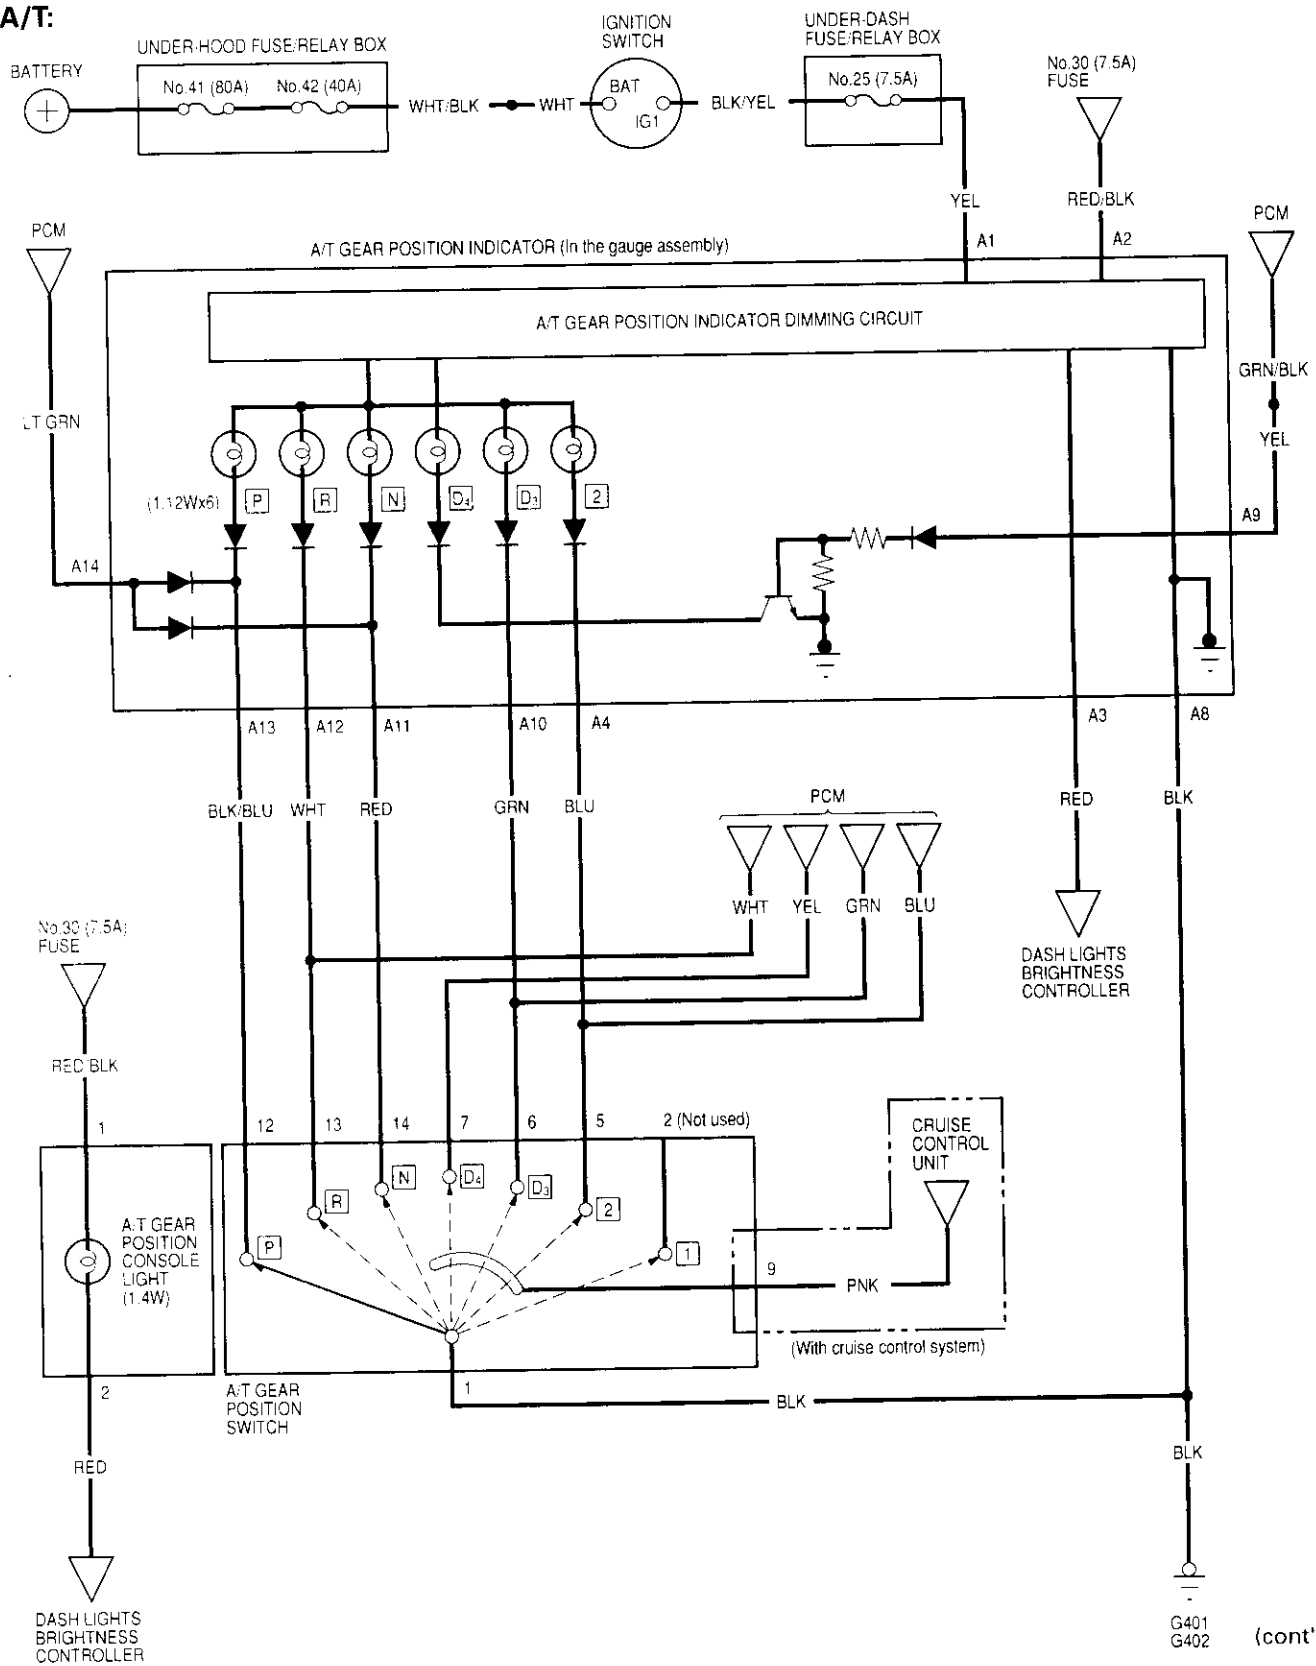 A/T:
BATTERY
UNDER-HOOD FUSE/RELAY BOX
No.41 (80A)
No.42 (40A)
WHT/BLK
WHT
IGNITION
SWITCH
BAT
IG1
BLK/YEL
UNDER-DASH
FUSE/RELAY BOX
No.25 (7.5A)
No.30 (7.5A)
FUSE
YEL
RED/BLK
PCM
PCM
A/T GEAR POSITION INDICATOR (In the gauge assembly)
A1
A2
A/T GEAR POSITION INDICATOR DIMMING CIRCUIT
GRN/BLK
LT GRN
YEL
(1.12Wx6)
P
R
N
D4
D3
2
A9
A14
A13
A12
A11
A10
A4
A3
A8
BLK/BLU
WHT
RED
GRN
BLU
PCM
RED
BLK
WHT
YEL
GRN
BLU
No.30 (7.5A)
FUSE
DASH LIGHTS
BRIGHTNESS
CONTROLLER
RED/BLK
1
12
13
14
7
6
5
2 (Not used)
CRUISE
CONTROL
UNIT
P
R
N
D4
D3
2
1
A/T GEAR
POSITION
CONSOLE
LIGHT
(1.4W)
9
PNK
(With cruise control system)
2
A/T GEAR
POSITION
SWITCH
1
BLK
BLK
RED
DASH LIGHTS
BRIGHTNESS
CONTROLLER
G401
G402
(cont'